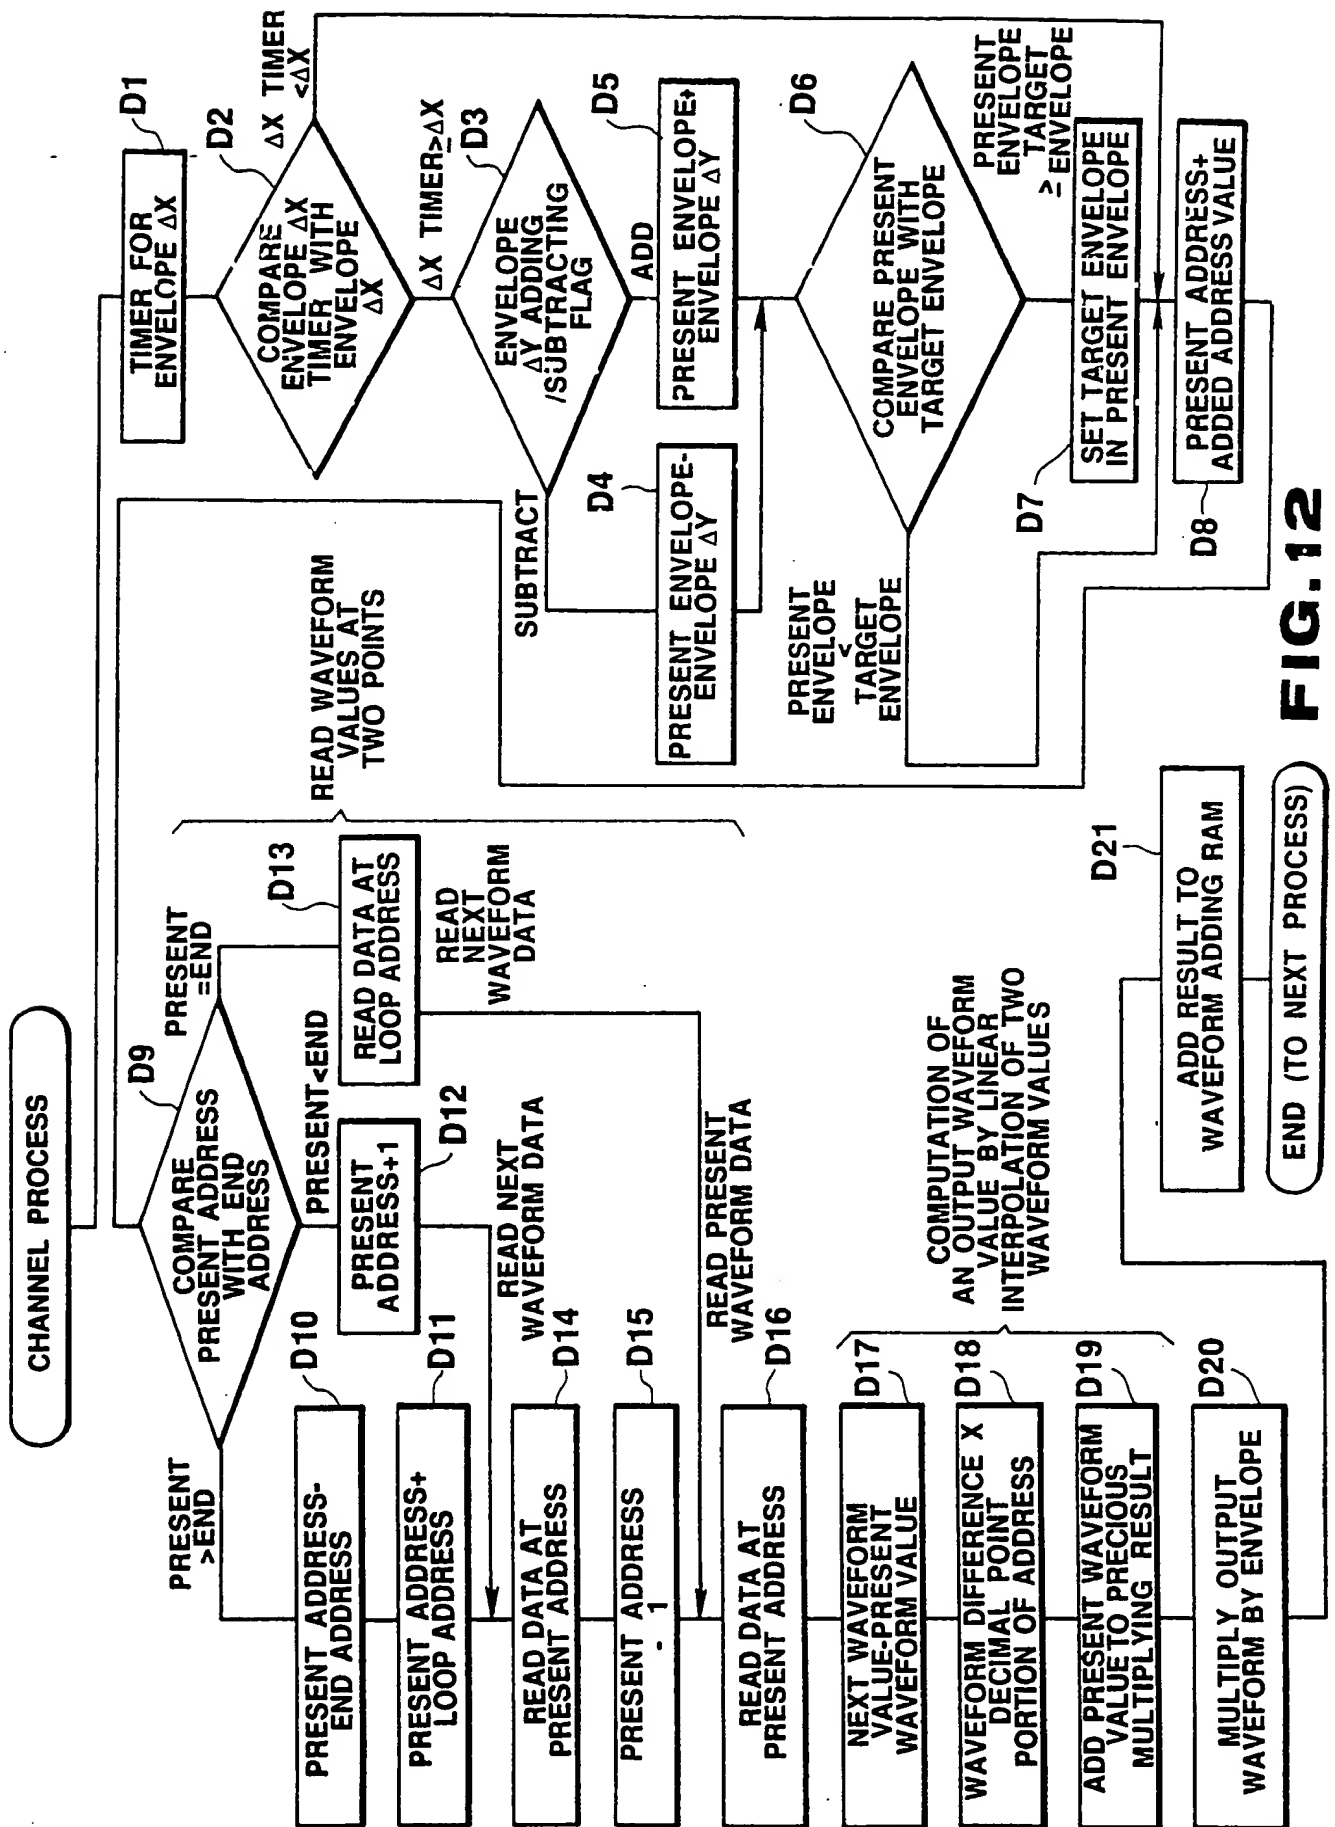 CHANNEL PROCESS
TIMER FOR
ENVELOPE ΔX
D1
COMPARE
ENVELOPE ΔX
TIMER WITH
ENVELOPE
ΔX
D2
ΔX TIMER
<ΔX
ΔX TIMER≥ΔX
ENVELOPE
ΔY ADDING
/SUBTRACTING
FLAG
D3
SUBTRACT
ADD
PRESENT ENVELOPE-
ENVELOPE ΔY
D4
PRESENT ENVELOPE+
ENVELOPE ΔY
D5
COMPARE PRESENT
ENVELOPE WITH
TARGET ENVELOPE
D6
PRESENT
ENVELOPE
<
TARGET
ENVELOPE
PRESENT
ENVELOPE
TARGET
≥ ENVELOPE
SET TARGET ENVELOPE
IN PRESENT ENVELOPE
D7
PRESENT ADDRESS+
ADDED ADDRESS VALUE
D8
COMPARE
PRESENT ADDRESS
WITH END
ADDRESS
D9
PRESENT
>END
PRESENT<END
PRESENT
=END
PRESENT ADDRESS-
END ADDRESS
D10
PRESENT ADDRESS+
LOOP ADDRESS
D11
PRESENT
ADDRESS+1
D12
READ DATA AT
LOOP ADDRESS
D13
READ WAVEFORM
VALUES AT
TWO POINTS
READ
NEXT
WAVEFORM
DATA
READ NEXT
WAVEFORM DATA
READ DATA AT
PRESENT ADDRESS
D14
PRESENT ADDRESS
- 1
D15
READ PRESENT
WAVEFORM DATA
READ DATA AT
PRESENT ADDRESS
D16
NEXT WAVEFORM
VALUE-PRESENT
WAVEFORM VALUE
D17
WAVEFORM DIFFERENCE X
DECIMAL POINT
PORTION OF ADDRESS
D18
ADD PRESENT WAVEFORM
VALUE TO PRECIOUS
MULTIPLYING RESULT
D19
COMPUTATION OF
AN OUTPUT WAVEFORM
VALUE BY LINEAR
INTERPOLATION OF TWO
WAVEFORM VALUES
MULTIPLY OUTPUT
WAVEFORM BY ENVELOPE
D20
ADD RESULT TO
WAVEFORM ADDING RAM
D21
END (TO NEXT PROCESS)
FIG.12